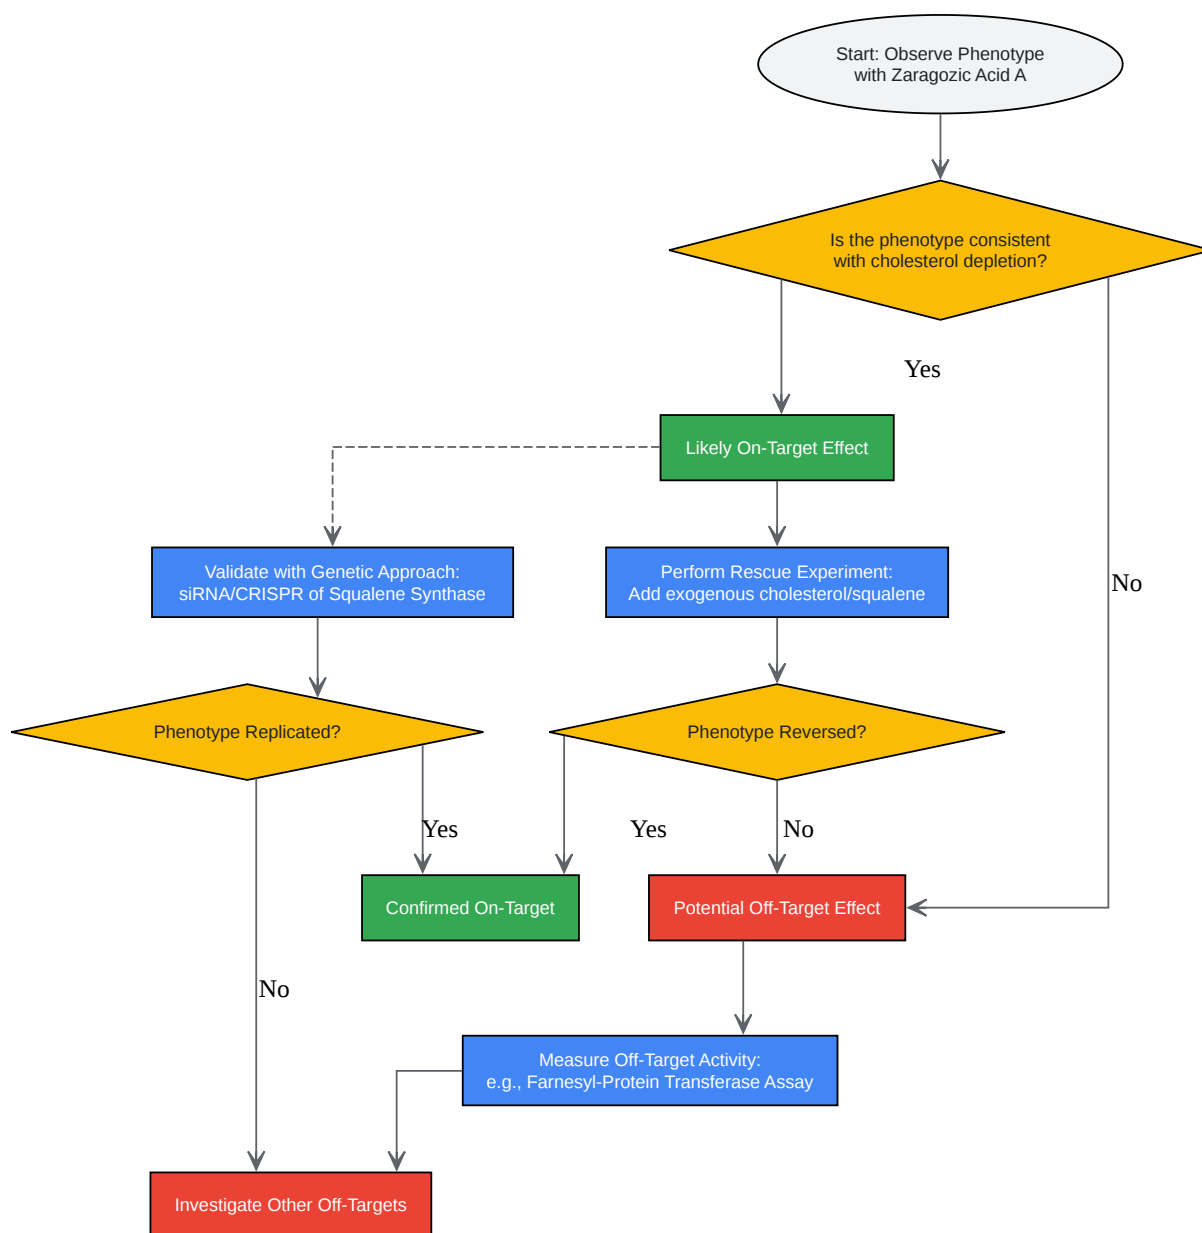 Start: Observe Phenotype
with Zaragozic Acid A
Is the phenotype consistent
with cholesterol depletion?
Yes
Likely On-Target Effect
Validate with Genetic Approach:
siRNA/CRISPR of Squalene Synthase
Perform Rescue Experiment:
Add exogenous cholesterol/squalene
No
Phenotype Replicated?
Phenotype Reversed?
Yes
Yes
No
Confirmed On-Target
Potential Off-Target Effect
No
Measure Off-Target Activity:
e.g., Farnesyl-Protein Transferase Assay
Investigate Other Off-Targets